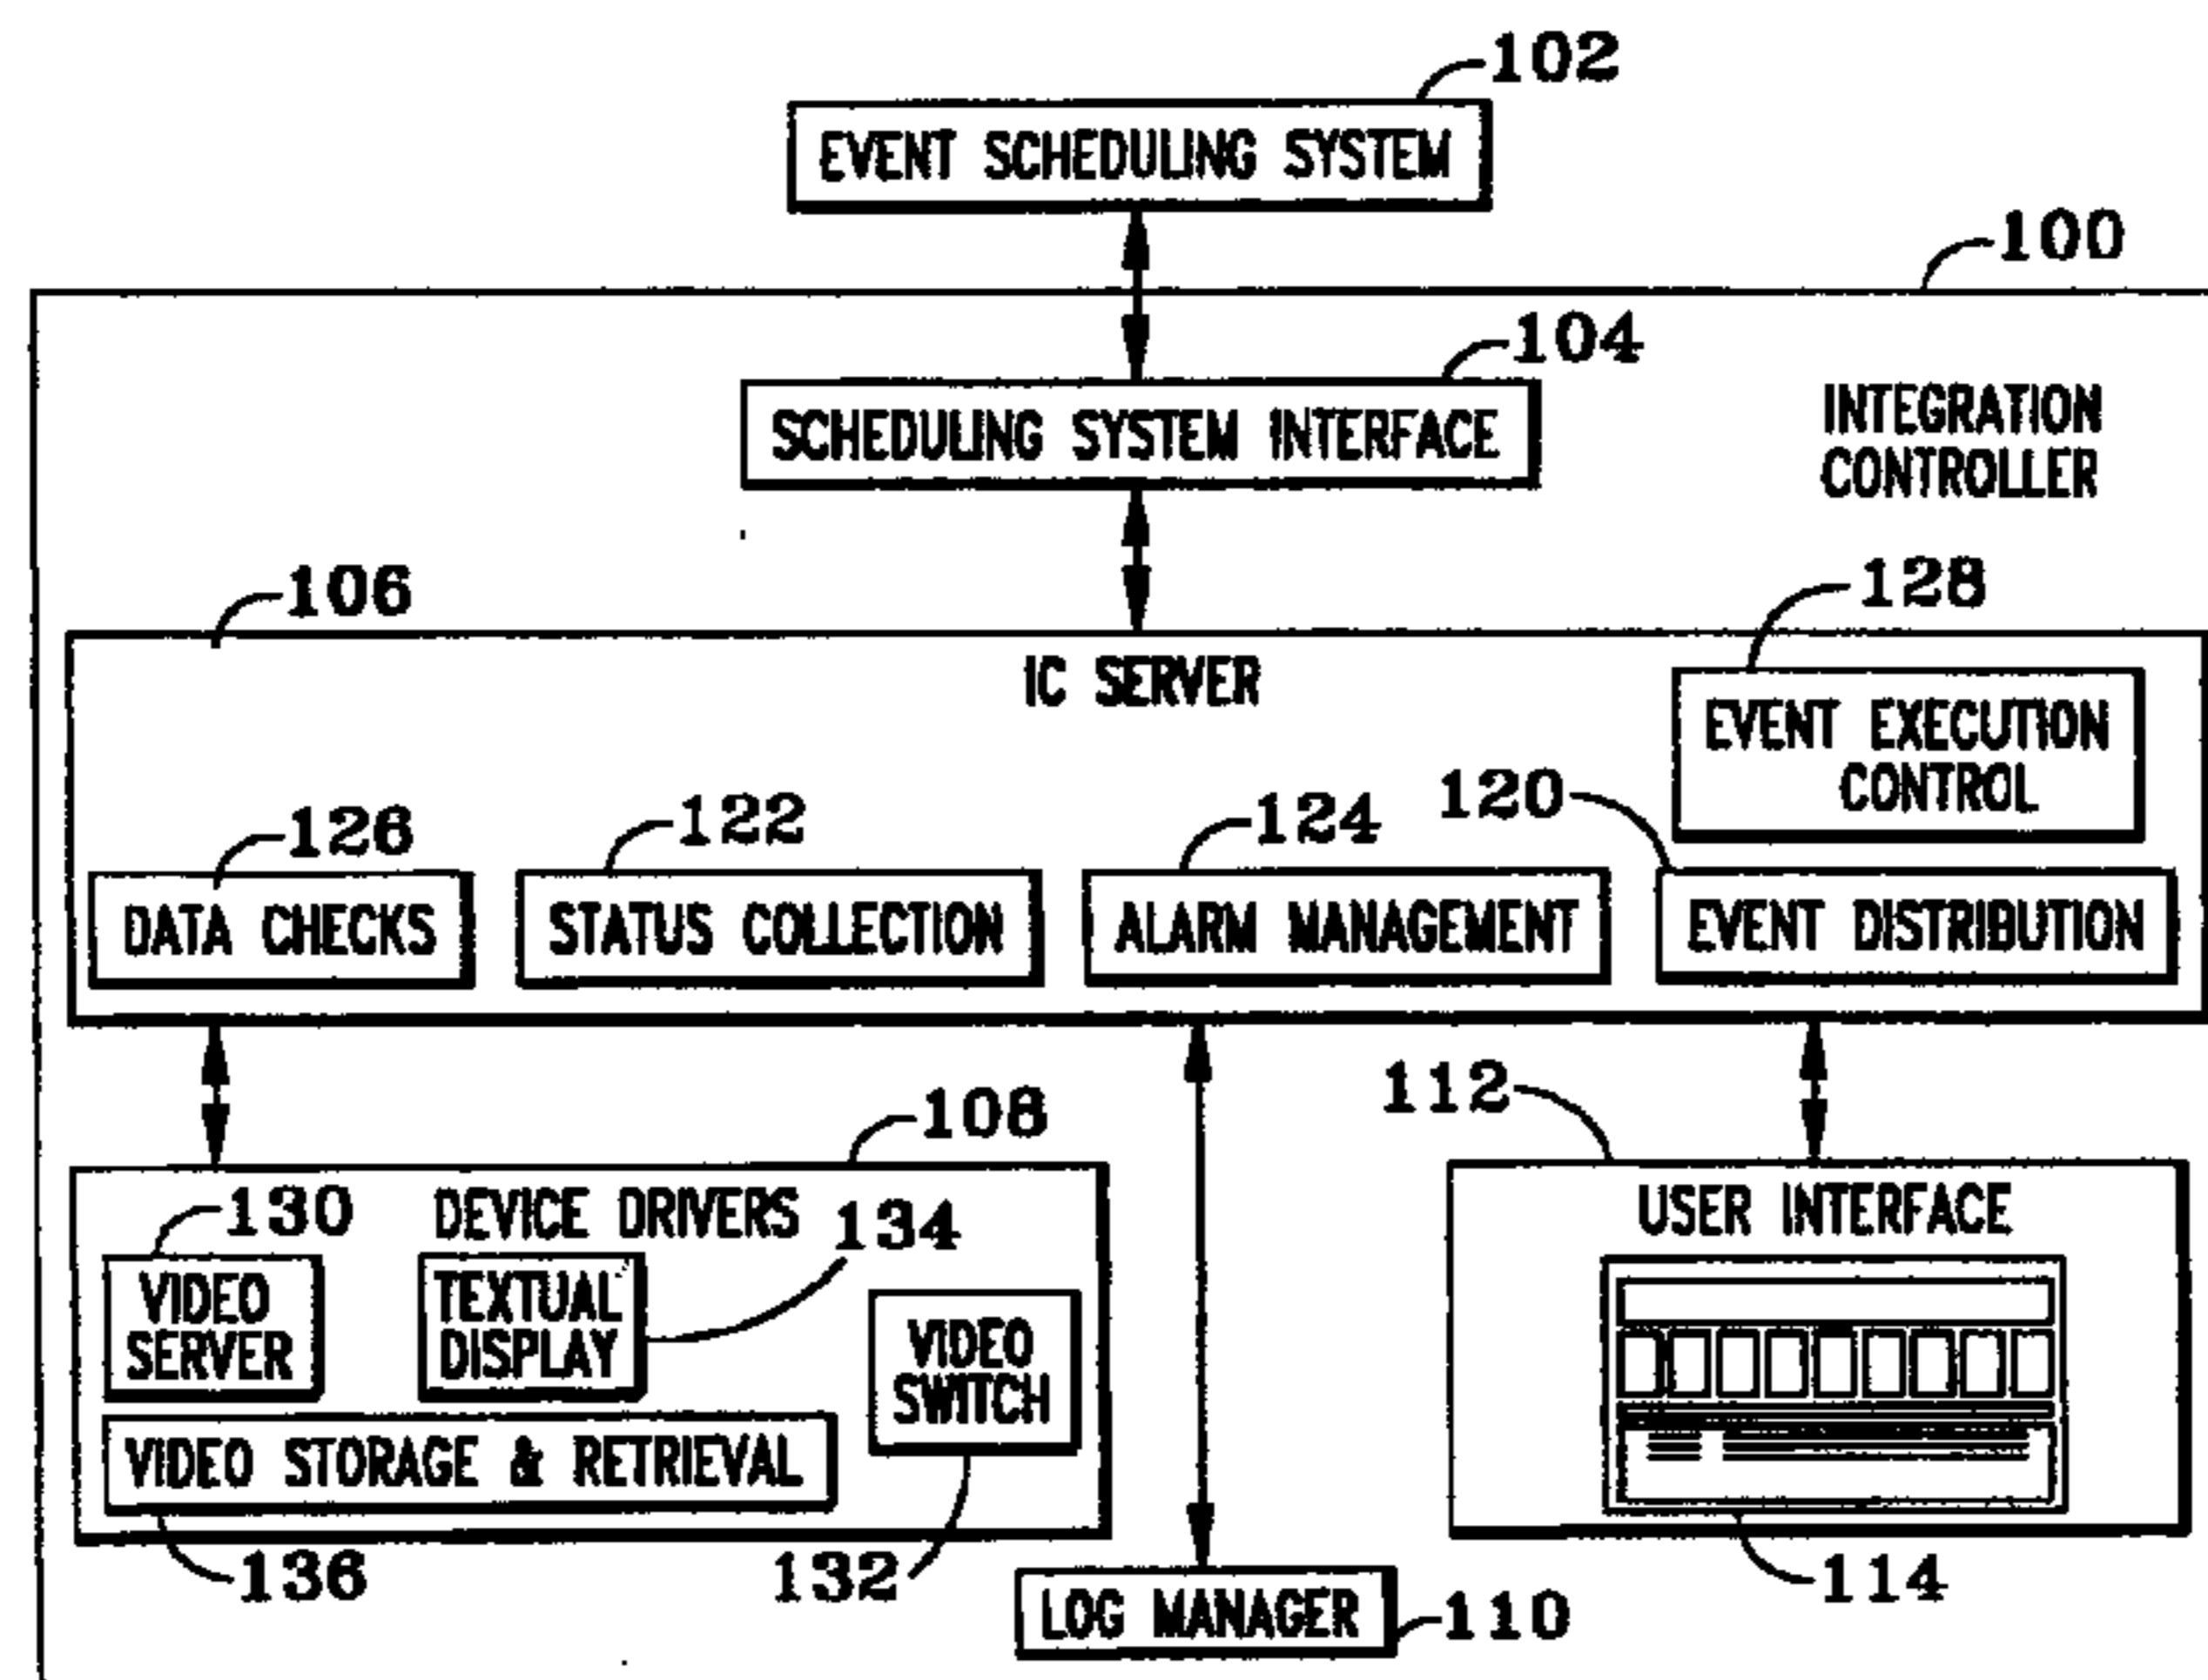 102
EVENT SCHEDULING SYSTEM
100
104
SCHEDULING SYSTEM INTERFACE
INTEGRATION
CONTROLLER
106
128
IC SERVER
EVENT EXECUTION
CONTROL
126
122
124
120
DATA CHECKS
STATUS COLLECTION
ALARM MANAGEMENT
EVENT DISTRIBUTION
108
112
130
DEVICE DRIVERS
134
USER INTERFACE
VIDEO
SERVER
TEXTUAL
DISPLAY
VIDEO
SWITCH
VIDEO STORAGE & RETRIEVAL
136
132
114
LOG MANAGER
110